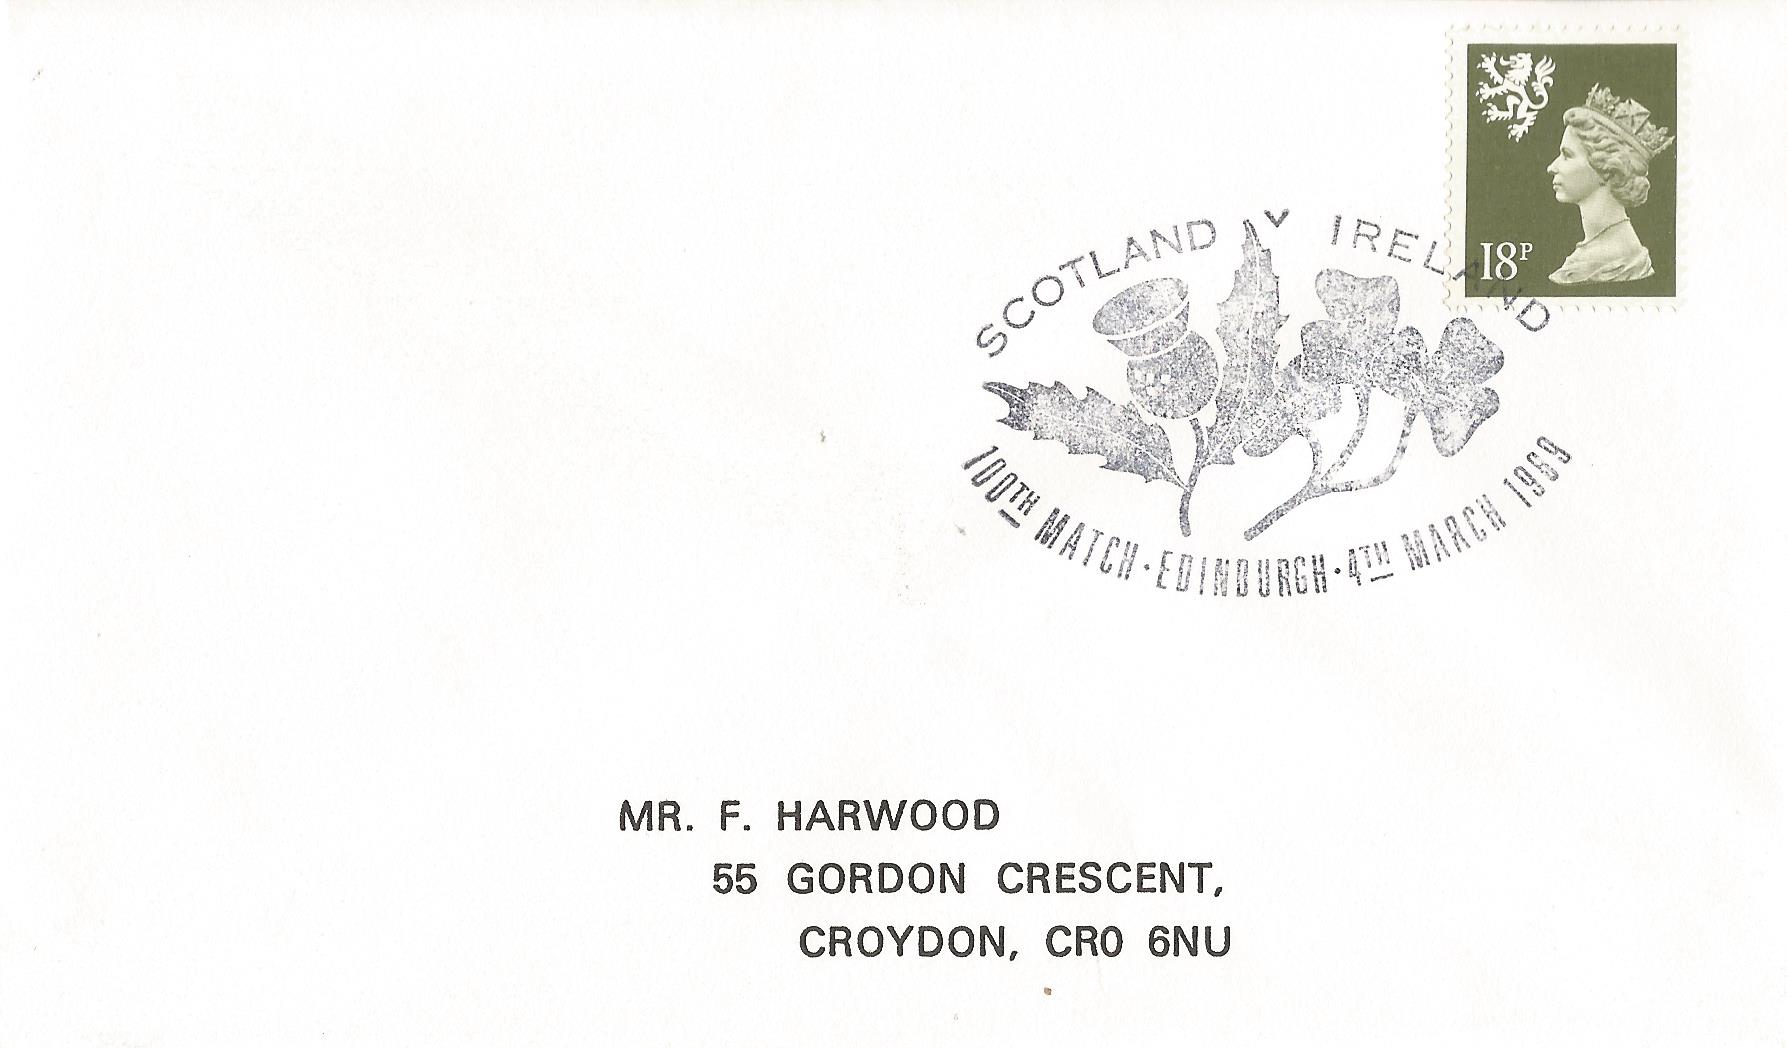 18P
SCOTLAND V IRELAND
100TH MATCH · EDINBURGH · 4TH MARCH 1989
MR. F. HARWOOD
55 GORDON CRESCENT,
CROYDON, CR0 6NU